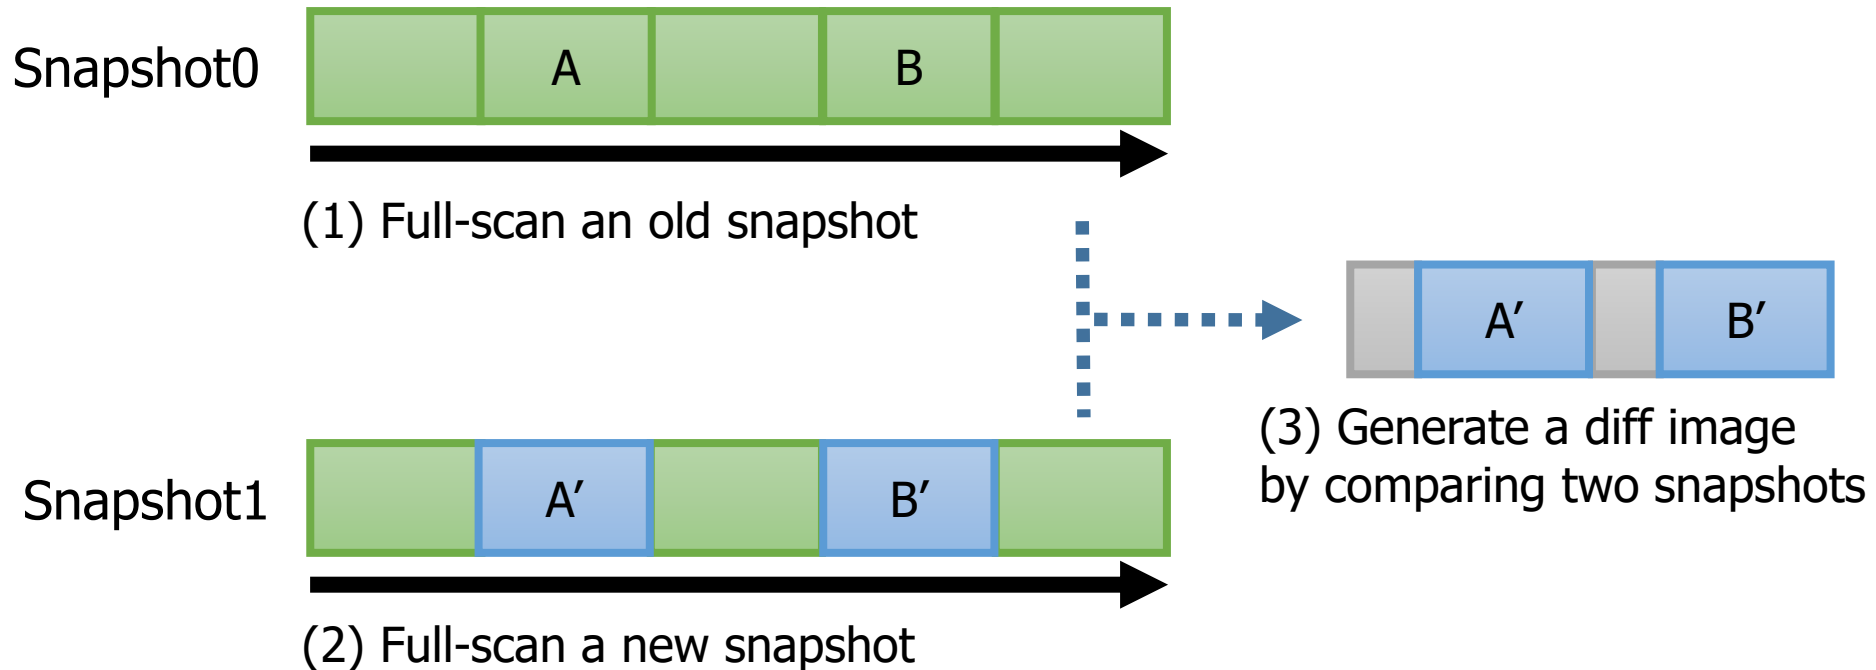 Snapshot0
A
B
(1) Full-scan an old snapshot
A′
B′
(3) Generate a diff image
by comparing two snapshots
Snapshot1
A′
B′
(2) Full-scan a new snapshot